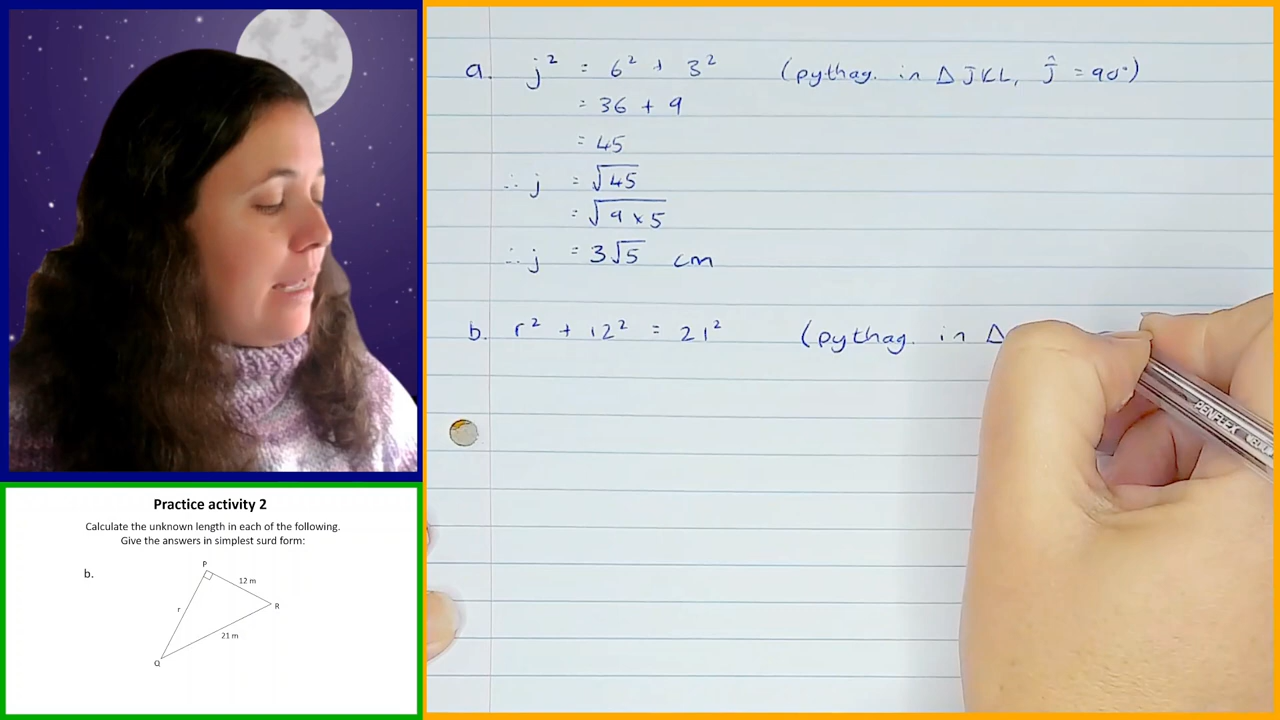 a. j² = 6² + 3² (pythag. in Δ JKL, Ĵ = 90°)
= 36 + 9
= 45
∴ j = √45
= √9 × 5
∴ j = 3√5 cm
b. r² + 12² = 21² (pythag. in Δ
PENFLEX
Practice activity 2
Calculate the unknown length in each of the following.
Give the answers in simplest surd form:
b.
P
12 m
r
R
21 m
Q